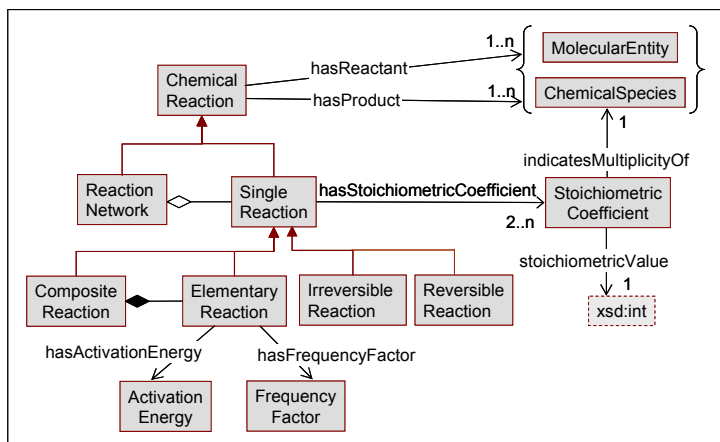 1..n
MolecularEntity
Chemical
Reaction
hasReactant
hasProduct
1..n
ChemicalSpecies
1
indicatesMultiplicityOf
Reaction
Network
Single
Reaction
hasStoichiometricCoefficient
2..n
Stoichiometric
Coefficient
stoichiometricValue
1
xsd:int
Composite
Reaction
Elementary
Reaction
Irreversible
Reaction
Reversible
Reaction
hasActivationEnergy
hasFrequencyFactor
Activation
Energy
Frequency
Factor